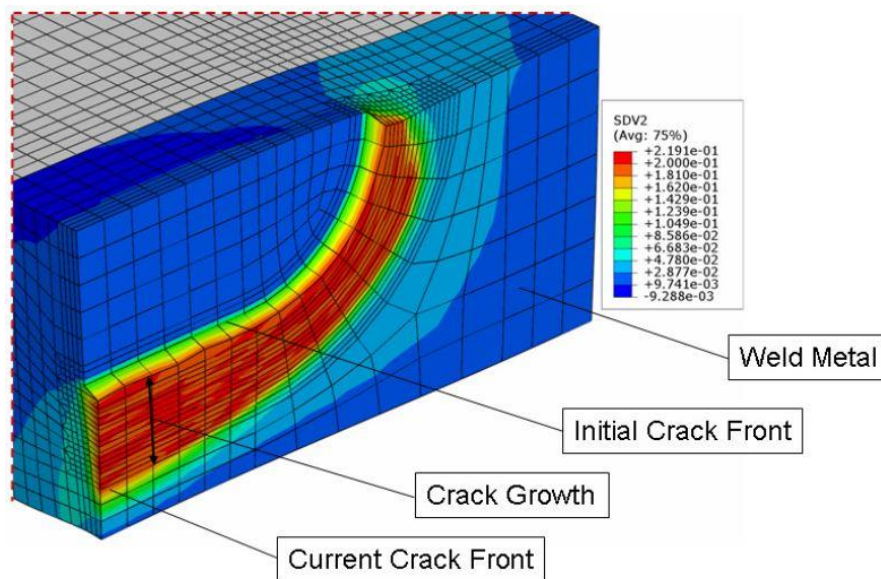 SDV2
(Avg: 75%)
+2.191e-01
+2.000e-01
+1.810e-01
+1.620e-01
+1.429e-01
+1.239e-01
+1.049e-01
+8.586e-02
+6.683e-02
+4.780e-02
+2.877e-02
+9.741e-03
-9.288e-03
Weld Metal
Initial Crack Front
Crack Growth
Current Crack Front